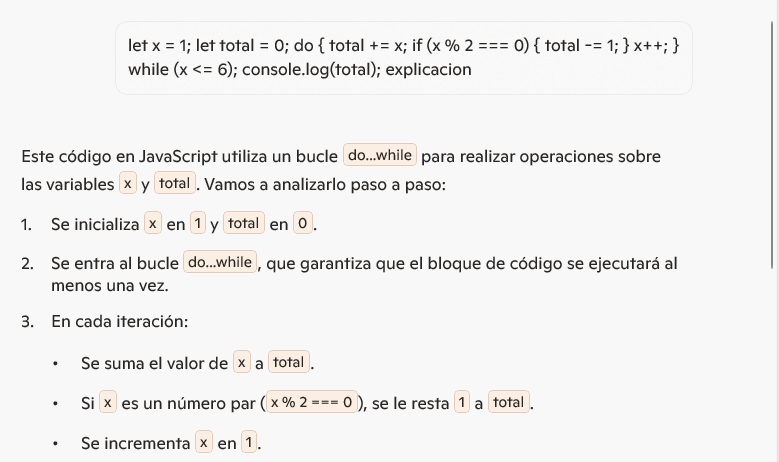 let x = 1; let total = 0; do { total += x; if (x % 2 === 0) { total -= 1; } x++; }
while (x <= 6); console.log(total); explicacion
Este código en JavaScript utiliza un bucle do...while para realizar operaciones sobre
las variables x y total. Vamos a analizarlo paso a paso:
1. Se inicializa x en 1 y total en 0.
2. Se entra al bucle do...while, que garantiza que el bloque de código se ejecutará al
menos una vez.
3. En cada iteración:
• Se suma el valor de x a total.
• Si x es un número par (x % 2 === 0), se le resta 1 a total.
• Se incrementa x en 1.